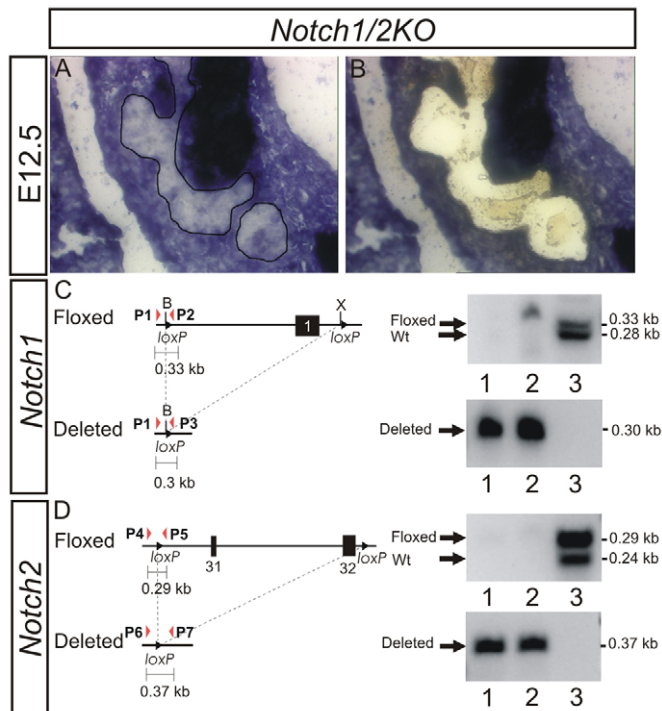 Notch1/2KO
E12.5
A
B
Notch1
C
Floxed
P1
B
P2
1
X
loxP
loxP
0.33 kb
Deleted
P1
B
P3
loxP
0.3 kb
Floxed
Wt
0.33 kb
0.28 kb
1 2 3
Deleted
0.30 kb
1 2 3
Notch2
D
Floxed
P4
P5
loxP
31
32
loxP
0.29 kb
Deleted
P6
P7
loxP
0.37 kb
Floxed
Wt
0.29 kb
0.24 kb
1 2 3
Deleted
0.37 kb
1 2 3